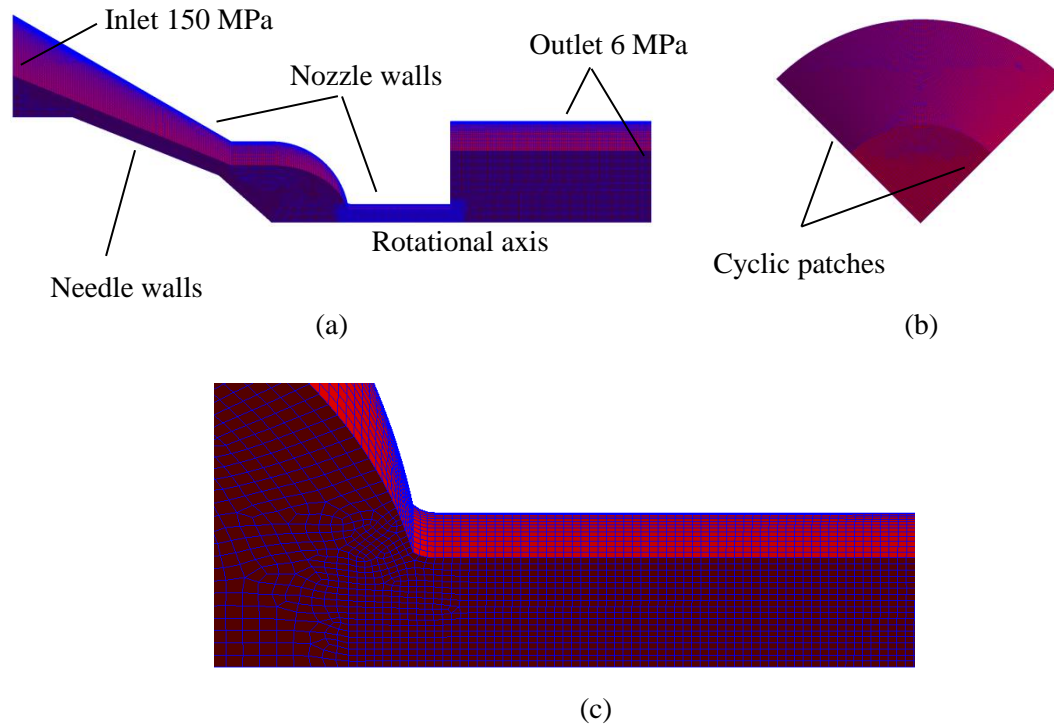 Inlet 150 MPa
Nozzle walls
Outlet 6 MPa
Rotational axis
Needle walls
(a)
Cyclic patches
(b)
(c)